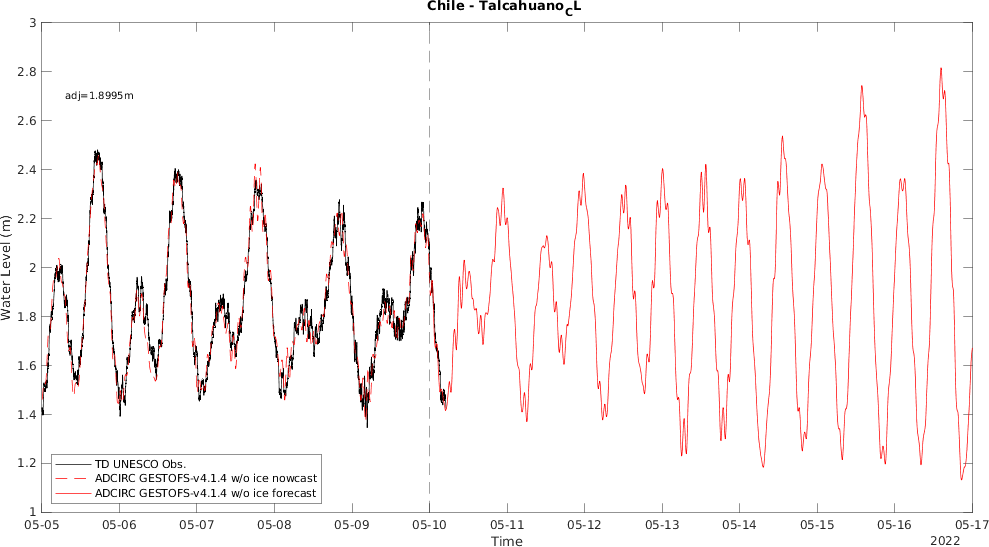 Chile - Talcahuano_CL
3
2.8
adj=1.8995m
2.6
2.4
2.2
2
1.8
1.6
1.4
1.2
1
Water Level (m)
TD UNESCO Obs.
ADCIRC GESTOFS-v4.1.4 w/o ice nowcast
ADCIRC GESTOFS-v4.1.4 w/o ice forecast
05-05 05-06 05-07 05-08 05-09 05-10 05-11 05-12 05-13 05-14 05-15 05-16 05-17
Time
2022